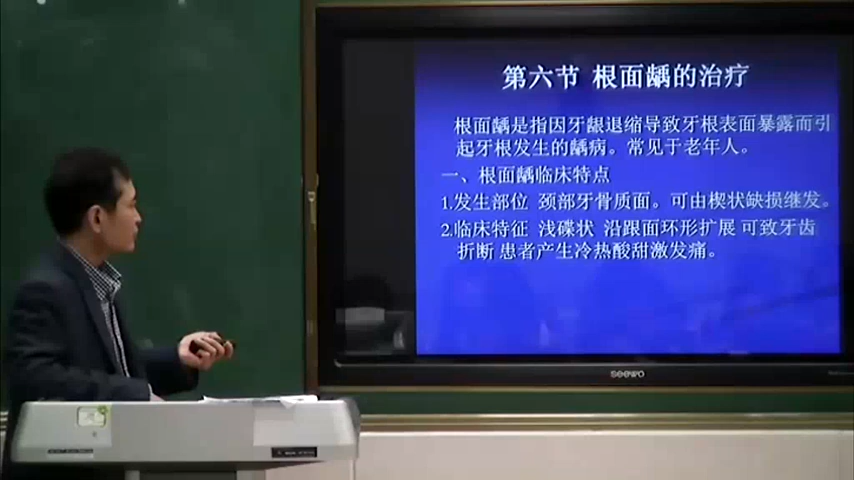 第六节 根面龋的治疗
根面龋是指因牙龈退缩导致牙根表面暴露而引
起牙根发生的龋病。常见于老年人。
一、根面龋临床特点
1.发生部位 颈部牙骨质面。可由楔状缺损继发。
2.临床特征 浅碟状 沿跟面环形扩展 可致牙齿
折断 患者产生冷热酸甜激发痛。
seewo